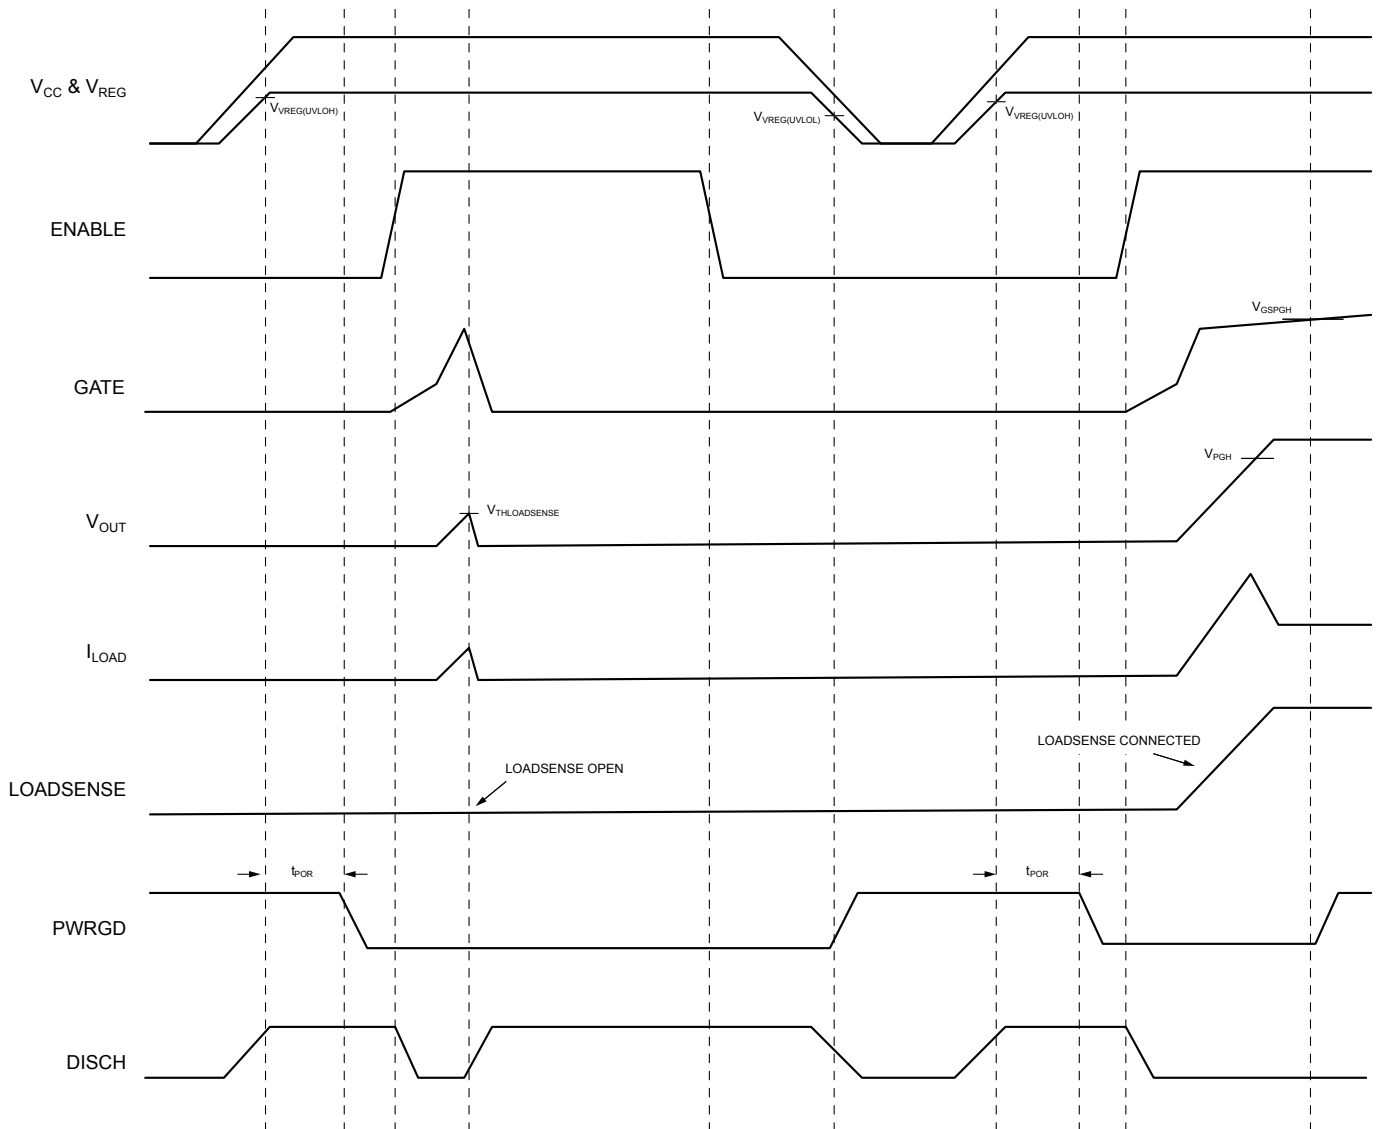 VCC & VREG
VVREG(UVLOH)
VVREG(UVLOL)
VVREG(UVLOH)
ENABLE
VGSPGH
GATE
VPGH
VTHLOADSENSE
VOUT
ILOAD
LOADSENSE CONNECTED
LOADSENSE OPEN
LOADSENSE
tPOR
tPOR
PWRGD
DISCH